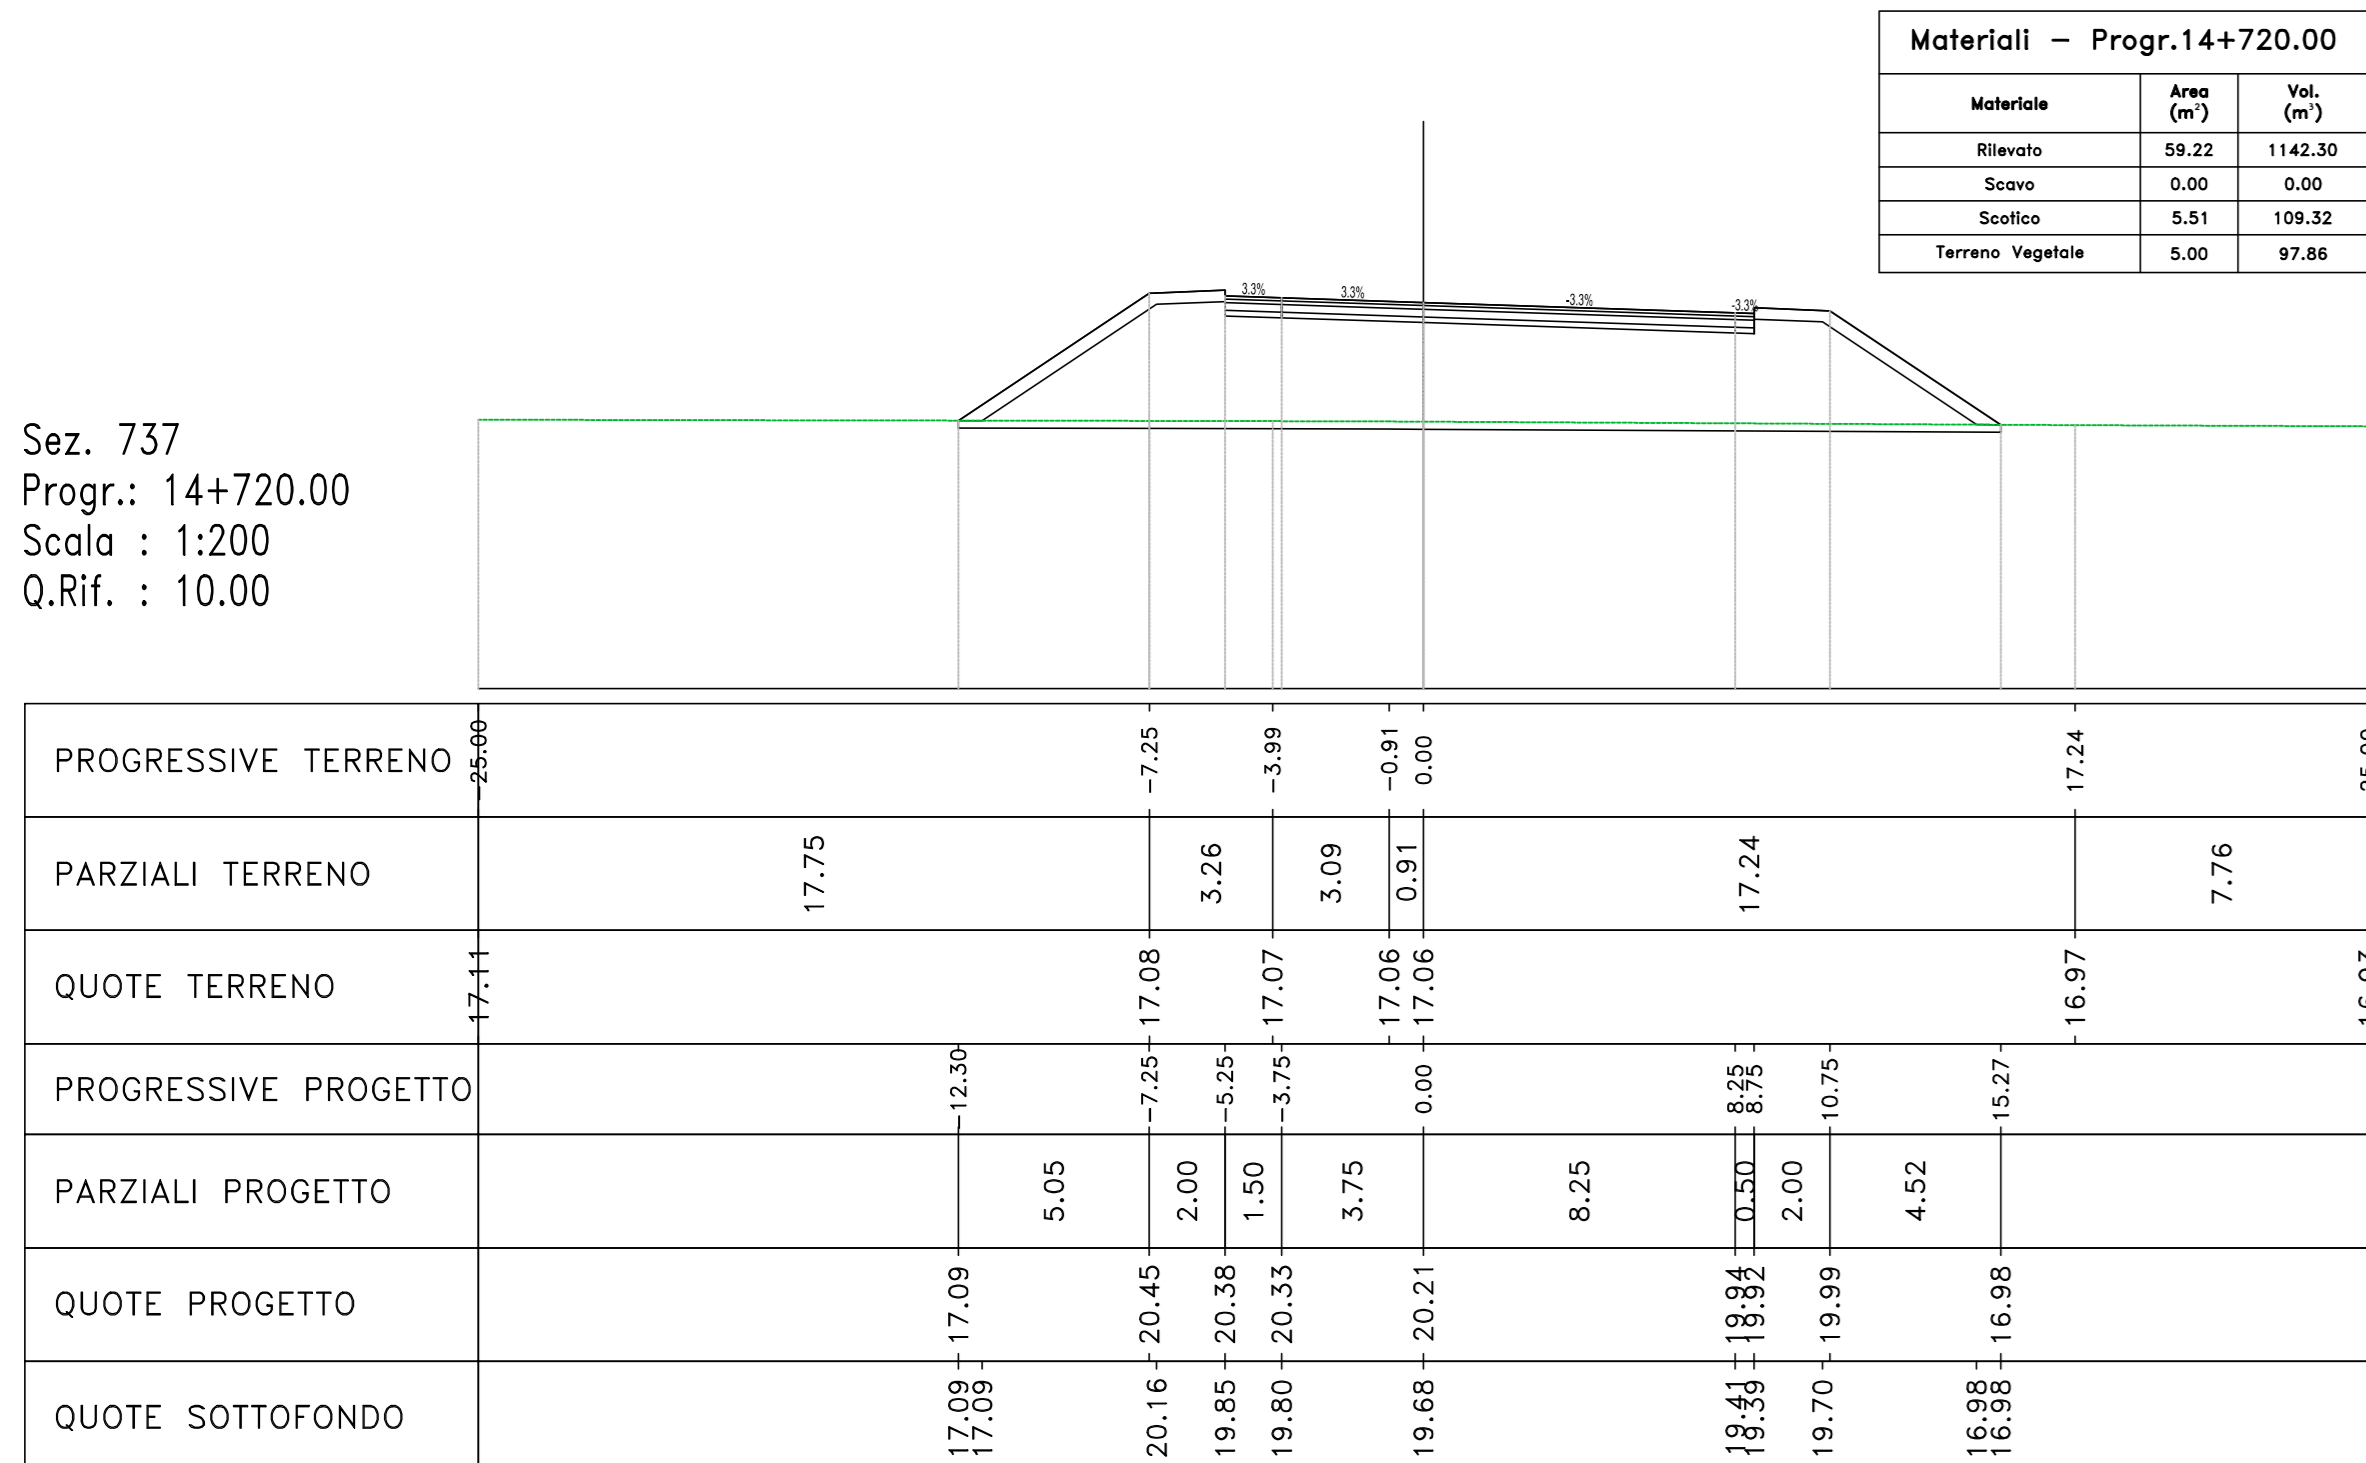 Materiali – Progr.14+720.00
Materiale Area (m²) Vol. (m³)
Rilevato 59.22 1142.30
Scavo 0.00 0.00
Scotico 5.51 109.32
Terreno Vegetale 5.00 97.86
3.3% 3.3% -3.3% -3.3%
Sez. 737
Progr.: 14+720.00
Scala : 1:200
Q.Rif. : 10.00
PROGRESSIVE TERRENO -25.00 -7.25 -3.99 -0.91 0.00 17.24
PARZIALI TERRENO 17.75 3.26 3.09 0.91 17.24 7.76
QUOTE TERRENO 17.11 17.08 17.07 17.06 17.06 16.97
PROGRESSIVE PROGETTO -12.30 -7.25 -5.25 -3.75 0.00 8.25 8.75 10.75 15.27
PARZIALI PROGETTO 5.05 2.00 1.50 3.75 8.25 0.50 2.00 4.52
QUOTE PROGETTO 17.09 20.45 20.38 20.33 20.21 19.94 19.92 19.99 16.98
QUOTE SOTTOFONDO 17.09 17.09 20.16 19.85 19.80 19.68 19.41 19.39 19.70 16.98 16.98